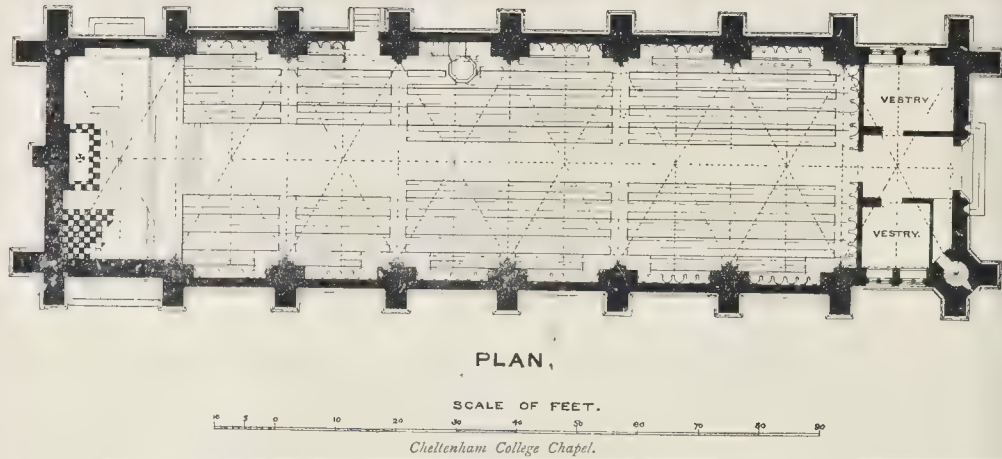 VESTRY
VESTRY.
PLAN,
SCALE OF FEET.
10 5 0 10 20 30 40 50 60 70 80 90
Cheltenham College Chapel.